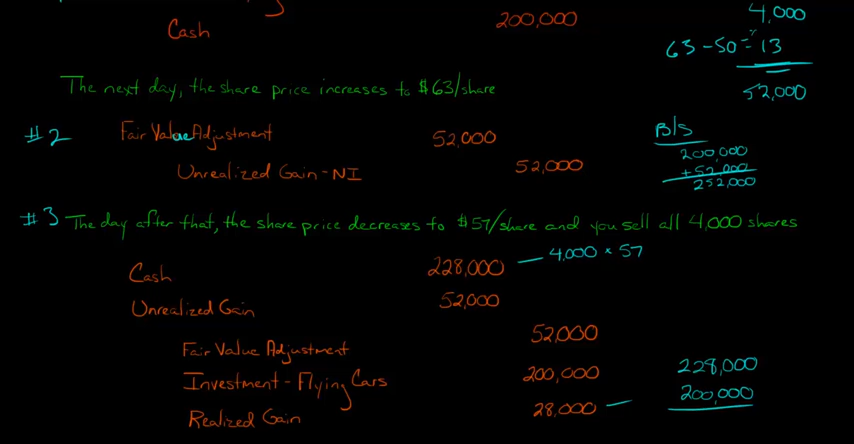 Cash 200,000
4,000
63 - 50 = 13
52,000
The next day, the share price increases to $63/share
#2 Fair Value Adjustment 52,000
Unrealized Gain - NI 52,000
B/S
200,000
+52,000
252,000
#3 The day after that, the share price decreases to $57/share and you sell all 4,000 shares
Cash 228,000 — 4,000 × 57
Unrealized Gain 52,000
Fair Value Adjustment 52,000
Investment - Flying Cars 200,000
Realized Gain 28,000 —
228,000
200,000